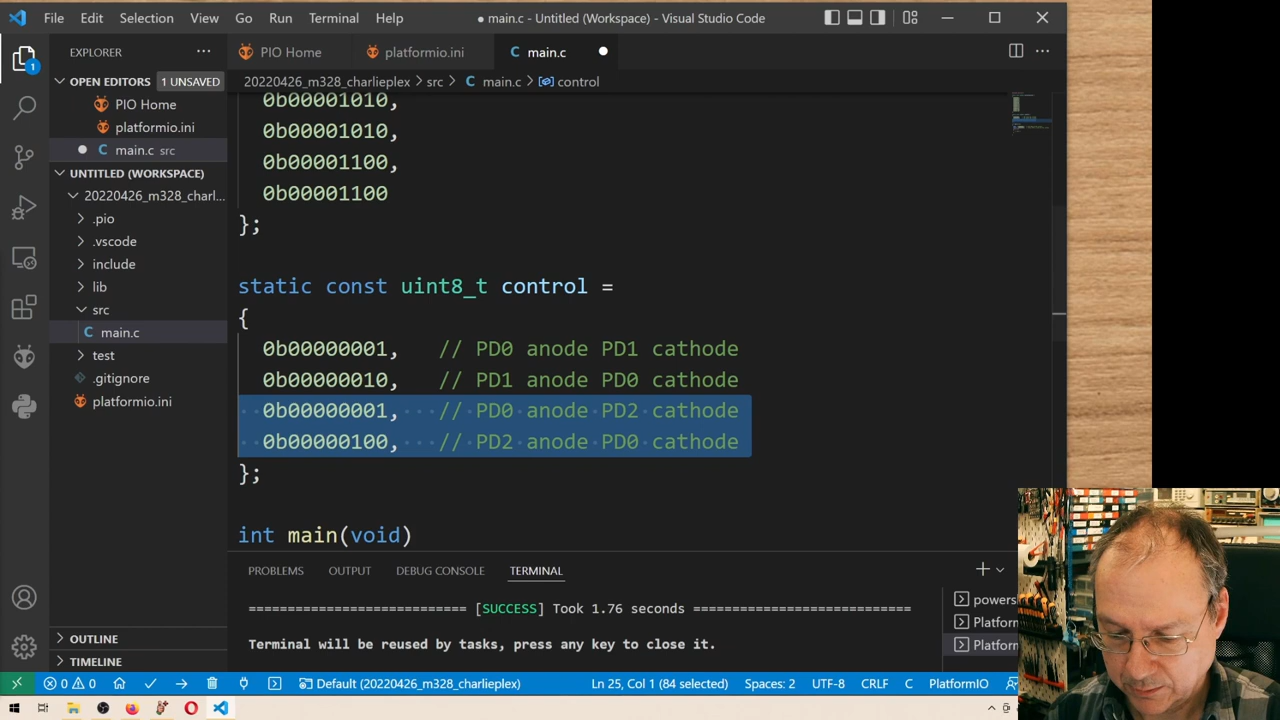 File Edit Selection View Go Run Terminal Help
● main.c - Untitled (Workspace) - Visual Studio Code
EXPLORER
PIO Home
platformio.ini
C main.c
1
OPEN EDITORS 1 UNSAVED
PIO Home
platformio.ini
C main.c src
UNTITLED (WORKSPACE)
20220426_m328_charl...
.pio
.vscode
include
lib
src
C main.c
test
.gitignore
platformio.ini
OUTLINE
TIMELINE
20220426_m328_charlieplex > src > C main.c > control
0b00001010,
0b00001010,
0b00001100,
0b00001100
};
static const uint8_t control =
{
0b00000001, // PD0 anode PD1 cathode
0b00000010, // PD1 anode PD0 cathode
0b00000001, // PD0 anode PD2 cathode
0b00000100, // PD2 anode PD0 cathode
};
int main(void)
PROBLEMS OUTPUT DEBUG CONSOLE TERMINAL
=========================== [SUCCESS] Took 1.76 seconds ===========================
Terminal will be reused by tasks, press any key to close it.
powers
Platform
Platform
0 0 Default (20220426_m328_charlieplex) Ln 25, Col 1 (84 selected) Spaces: 2 UTF-8 CRLF C PlatformIO